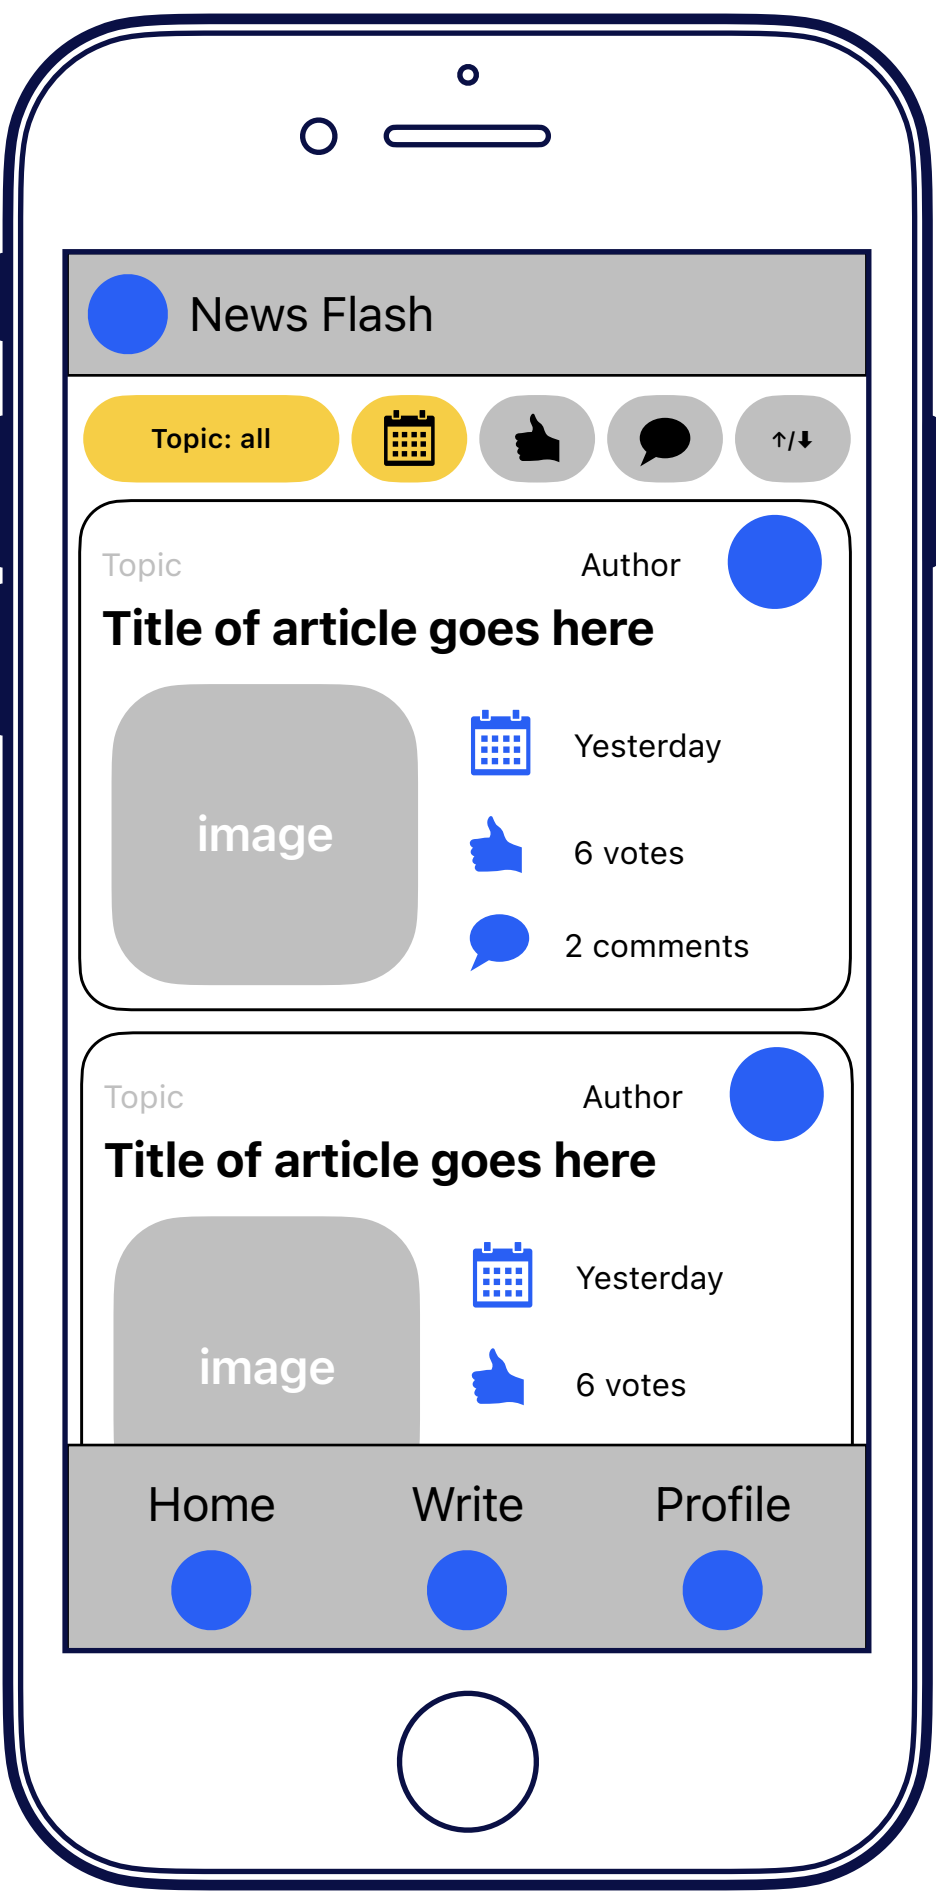 News Flash
Topic: all
↑/⬇
Topic
Author
Title of article goes here
image
Yesterday
6 votes
2 comments
Topic
Author
Title of article goes here
image
Yesterday
6 votes
Home
Write
Profile